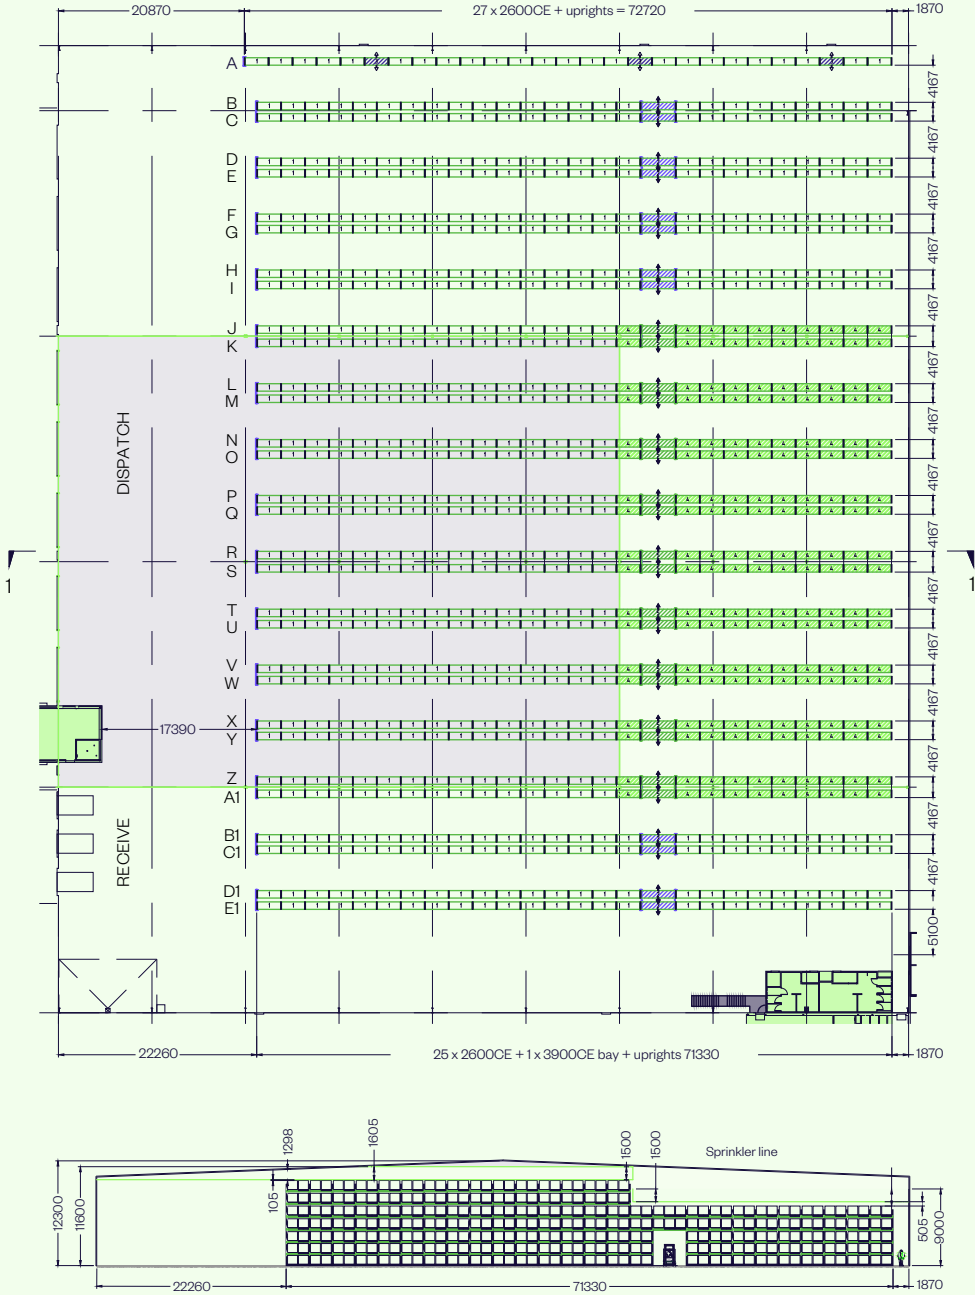 20870 27 x 2600CE + uprights = 72720 1870
A
4167
B
C
4167
D
E
4167
F
G
4167
H
I
4167
J
K
4167
L
M
4167
DISPATCH
N
O
4167
P
Q
4167
R
S
1 1
4167
T
U
4167
V
W
4167
X
17390
Y
4167
Z
A1
4167
RECEIVE
B1
C1
4167
D1
E1
5100
22260 25 x 2600CE + 1 x 3900CE bay + uprights 71330 1870
1298 1605 1500 1500 Sprinkler line
12300 11600 105 505 9000
22260 71330 1870